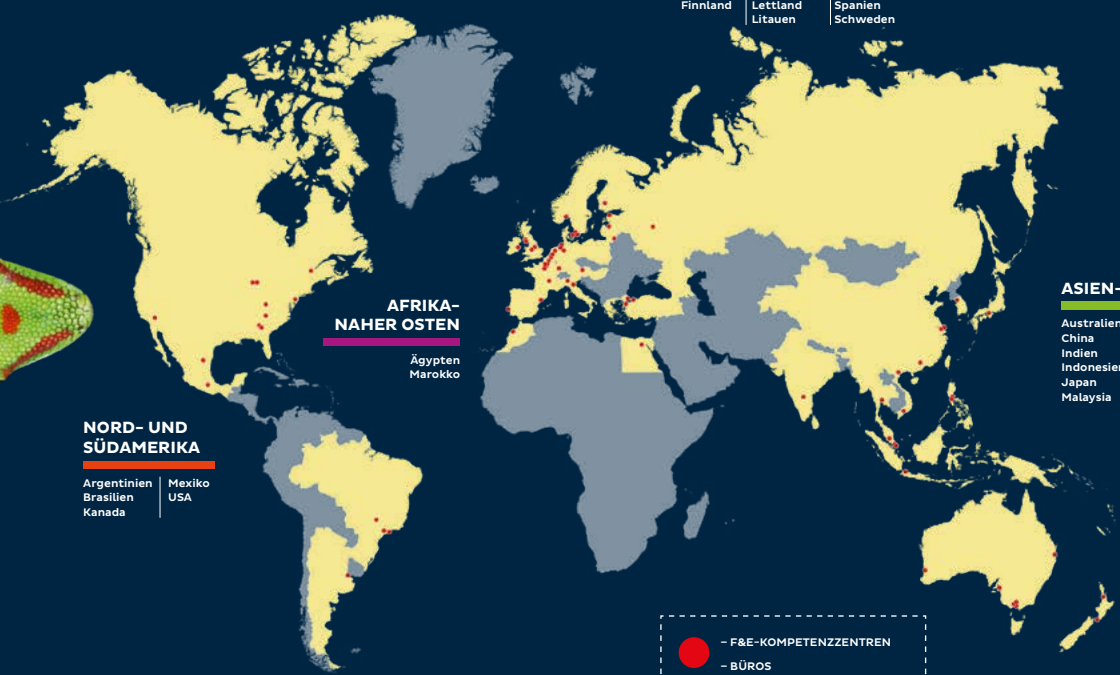 Finnland
Lettland
Litauen
Spanien
Schweden
AFRIKA-
NAHER OSTEN
Ägypten
Marokko
ASIEN-
Australien
China
Indien
Indonesien
Japan
Malaysia
NORD- UND
SÜDAMERIKA
Argentinien
Brasilien
Kanada
Mexiko
USA
– F&E-KOMPETENZZENTREN
– BÜROS